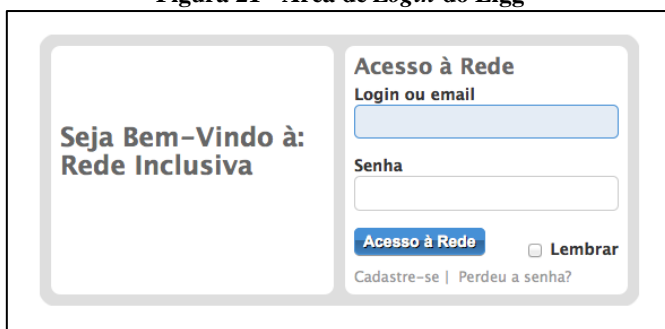 Figura 21 - Área de Login do Ligg
Seja Bem-Vindo à:
Rede Inclusiva
Acesso à Rede
Login ou email
Senha
Acesso à Rede
Lembrar
Cadastre-se | Perdeu a senha?